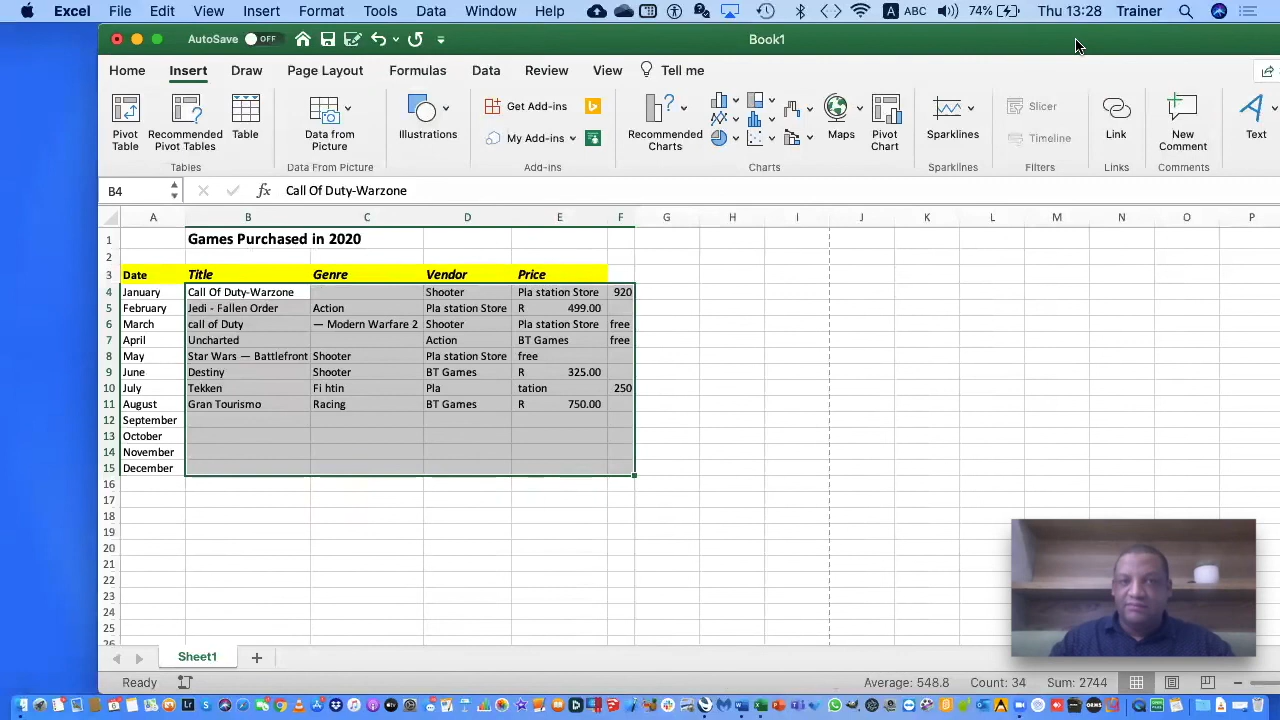 Excel File Edit View Insert Format Tools Data Window Help A ABC 74% Thu 13:28 Trainer
AutoSave OFF Book1
Home Insert Draw Page Layout Formulas Data Review View Tell me
Pivot Table Recommended Pivot Tables Table Data from Picture Illustrations Get Add-ins My Add-ins Recommended Charts Maps Pivot Chart Sparklines Slicer Timeline Link New Comment Text
Tables Data From Picture Add-ins Charts Sparklines Filters Links Comments
B4 fx Call Of Duty-Warzone
A B C D E F G H I J K L M N O P
1 Games Purchased in 2020
2
3 Date Title Genre Vendor Price
4 January Call Of Duty-Warzone Shooter Pla station Store 920
5 February Jedi - Fallen Order Action Pla station Store R 499.00
6 March call of Duty — Modern Warfare 2 Shooter Pla station Store free
7 April Uncharted Action BT Games free
8 May Star Wars — Battlefront Shooter Pla station Store free
9 June Destiny Shooter BT Games R 325.00
10 July Tekken Fi htin Pla tation 250
11 August Gran Tourismo Racing BT Games R 750.00
12 September
13 October
14 November
15 December
16
17
18
19
20
21
22
23
24
25
26
Sheet1
Ready Average: 548.8 Count: 34 Sum: 2744